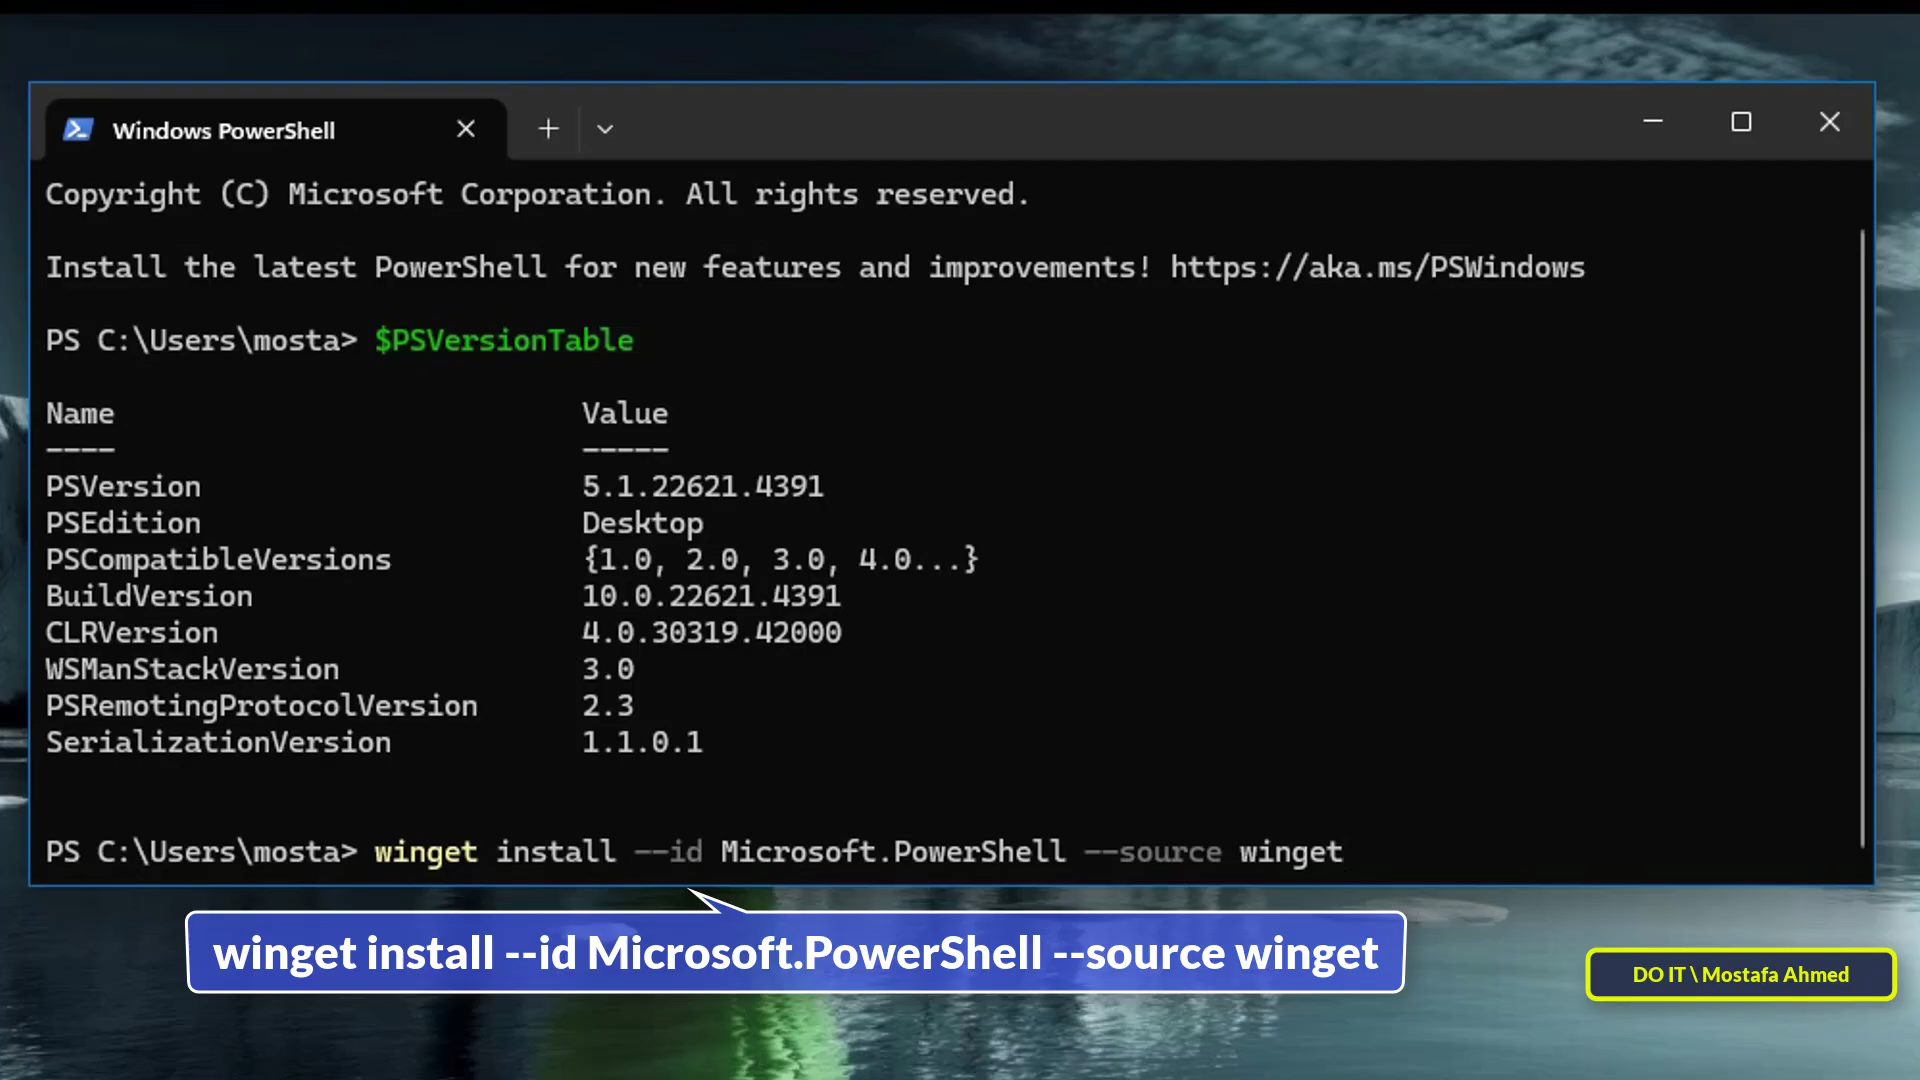 Windows PowerShell
Copyright (C) Microsoft Corporation. All rights reserved.
Install the latest PowerShell for new features and improvements! https://aka.ms/PSWindows
PS C:\Users\mosta> $PSVersionTable
Name Value
---- -----
PSVersion 5.1.22621.4391
PSEdition Desktop
PSCompatibleVersions {1.0, 2.0, 3.0, 4.0...}
BuildVersion 10.0.22621.4391
CLRVersion 4.0.30319.42000
WSManStackVersion 3.0
PSRemotingProtocolVersion 2.3
SerializationVersion 1.1.0.1
PS C:\Users\mosta> winget install --id Microsoft.PowerShell --source winget
winget install --id Microsoft.PowerShell --source winget
DO IT \ Mostafa Ahmed